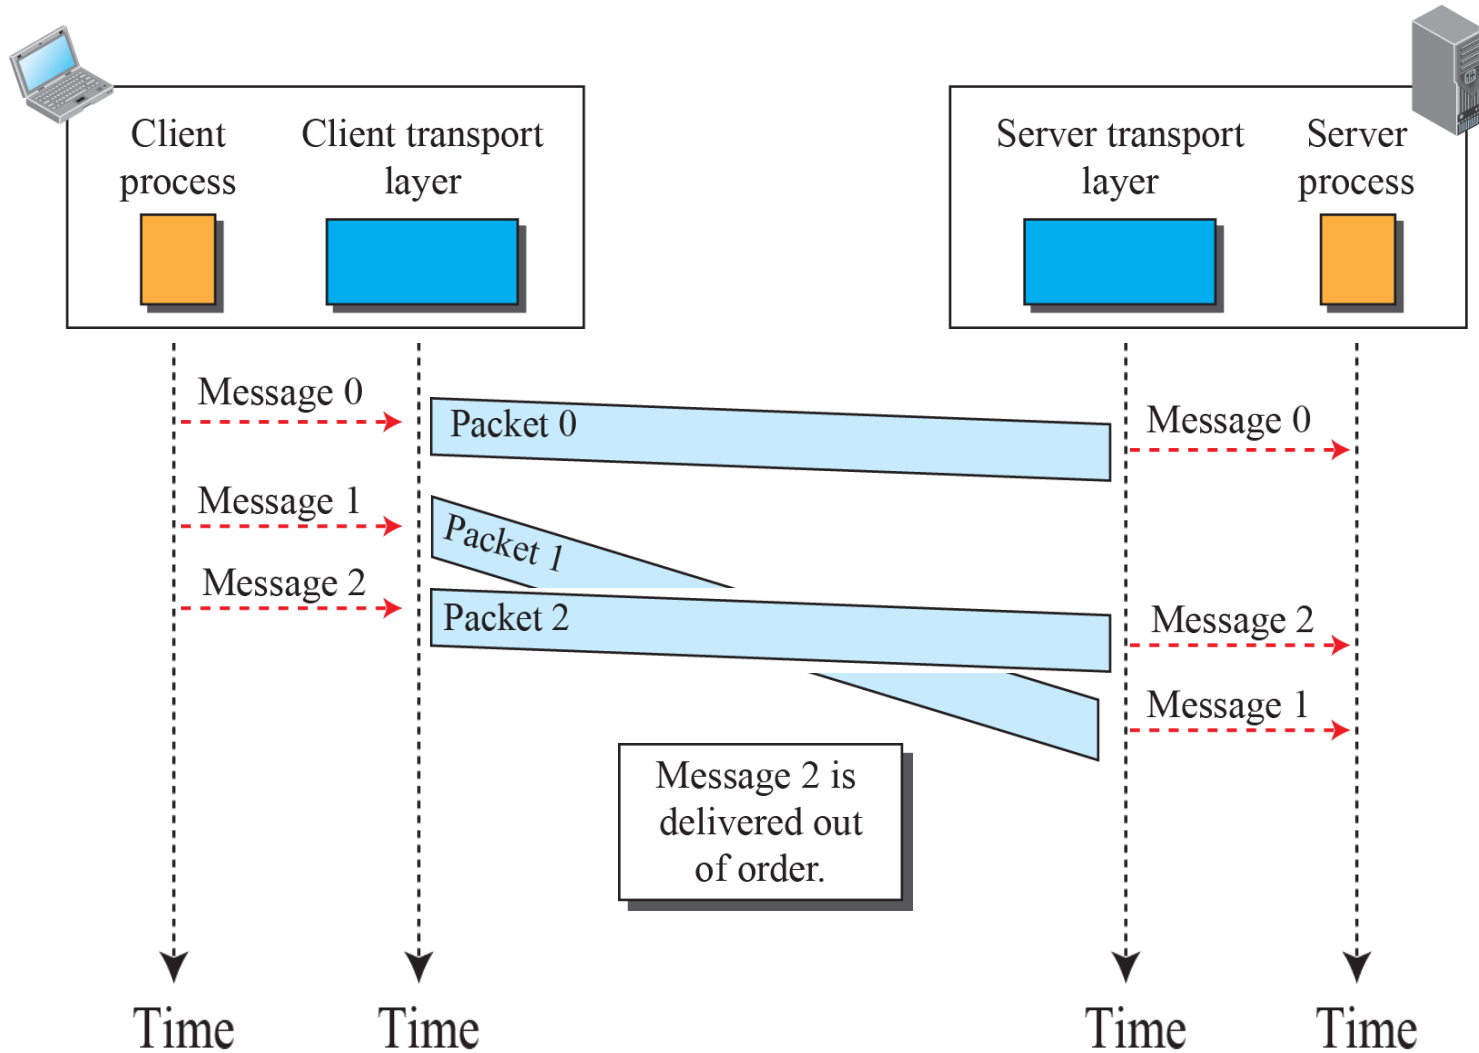 Client
process
Client transport
layer
Server transport
layer
Server
process
Message 0
Packet 0
Message 0
Message 1
Packet 1
Message 2
Packet 2
Message 2
Message 1
Message 2 is
delivered out
of order.
Time
Time
Time
Time